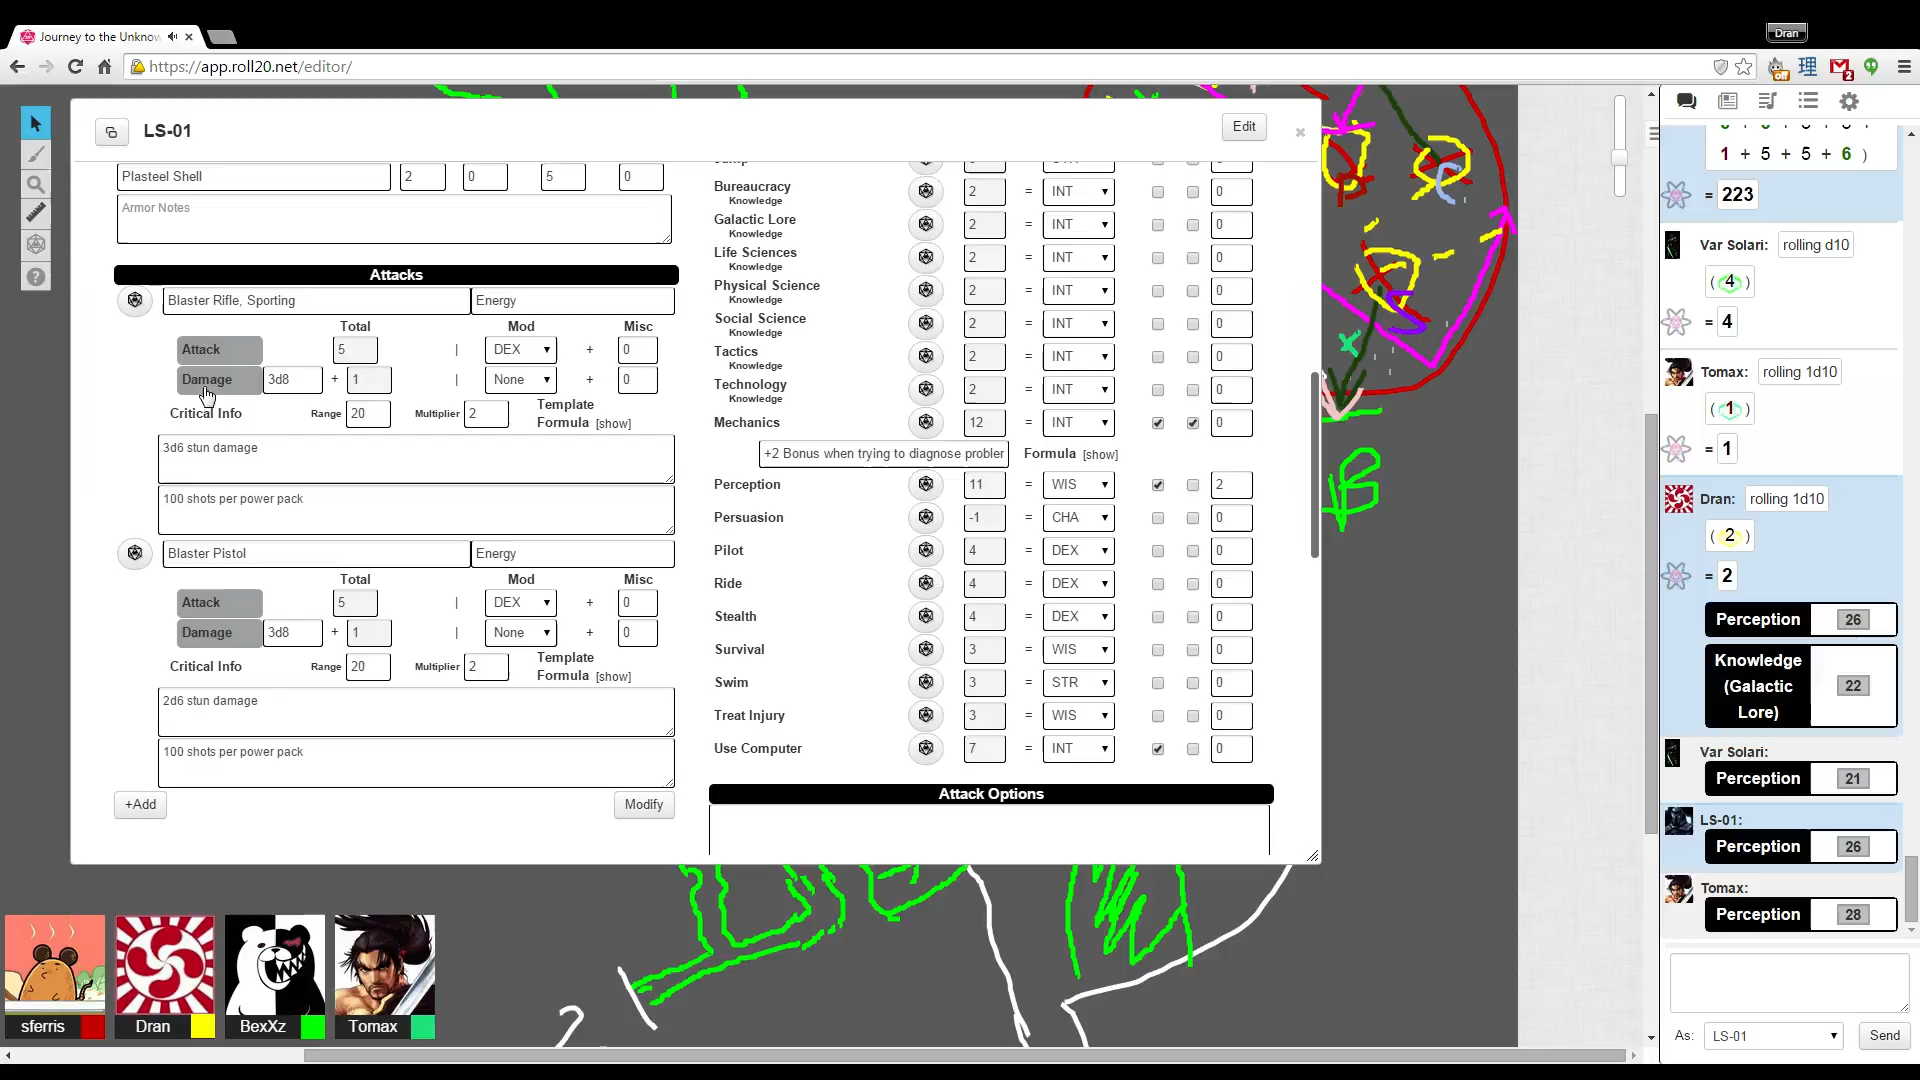 Dran
Journey to the Unknow
https://app.roll20.net/editor/
off
理
2
LS-01
Edit
Plasteel Shell 2 0 5 0
Armor Notes
Attacks
Blaster Rifle, Sporting Energy
Total Mod Misc
Attack 5 | DEX + 0
Damage 3d8 + 1 | None + 0
Critical Info Range 20 Multiplier 2 Template
Formula [show]
3d6 stun damage
100 shots per power pack
Blaster Pistol Energy
Total Mod Misc
Attack 5 | DEX + 0
Damage 3d8 + 1 | None + 0
Critical Info Range 20 Multiplier 2 Template
Formula [show]
2d6 stun damage
100 shots per power pack
+Add Modify
Bureaucracy 2 = INT 0
Knowledge
Galactic Lore 2 = INT 0
Knowledge
Life Sciences 2 = INT 0
Knowledge
Physical Science 2 = INT 0
Knowledge
Social Science 2 = INT 0
Knowledge
Tactics 2 = INT 0
Knowledge
Technology 2 = INT 0
Knowledge
Mechanics 12 = INT 0
+2 Bonus when trying to diagnose probler Formula [show]
Perception 11 = WIS 2
Persuasion -1 = CHA 0
Pilot 4 = DEX 0
Ride 4 = DEX 0
Stealth 4 = DEX 0
Survival 3 = WIS 0
Swim 3 = STR 0
Treat Injury 3 = WIS 0
Use Computer 7 = INT 0
Attack Options
B
sferris Dran BexXz Tomax
1 + 5 + 5 + 6 )
= 223
Var Solari: rolling d10
( 4 )
= 4
Tomax: rolling 1d10
( 1 )
= 1
Dran: rolling 1d10
( 2 )
= 2
Perception 26
Knowledge
(Galactic 22
Lore)
Var Solari:
Perception 21
LS-01:
Perception 26
Tomax:
Perception 28
As: LS-01 Send